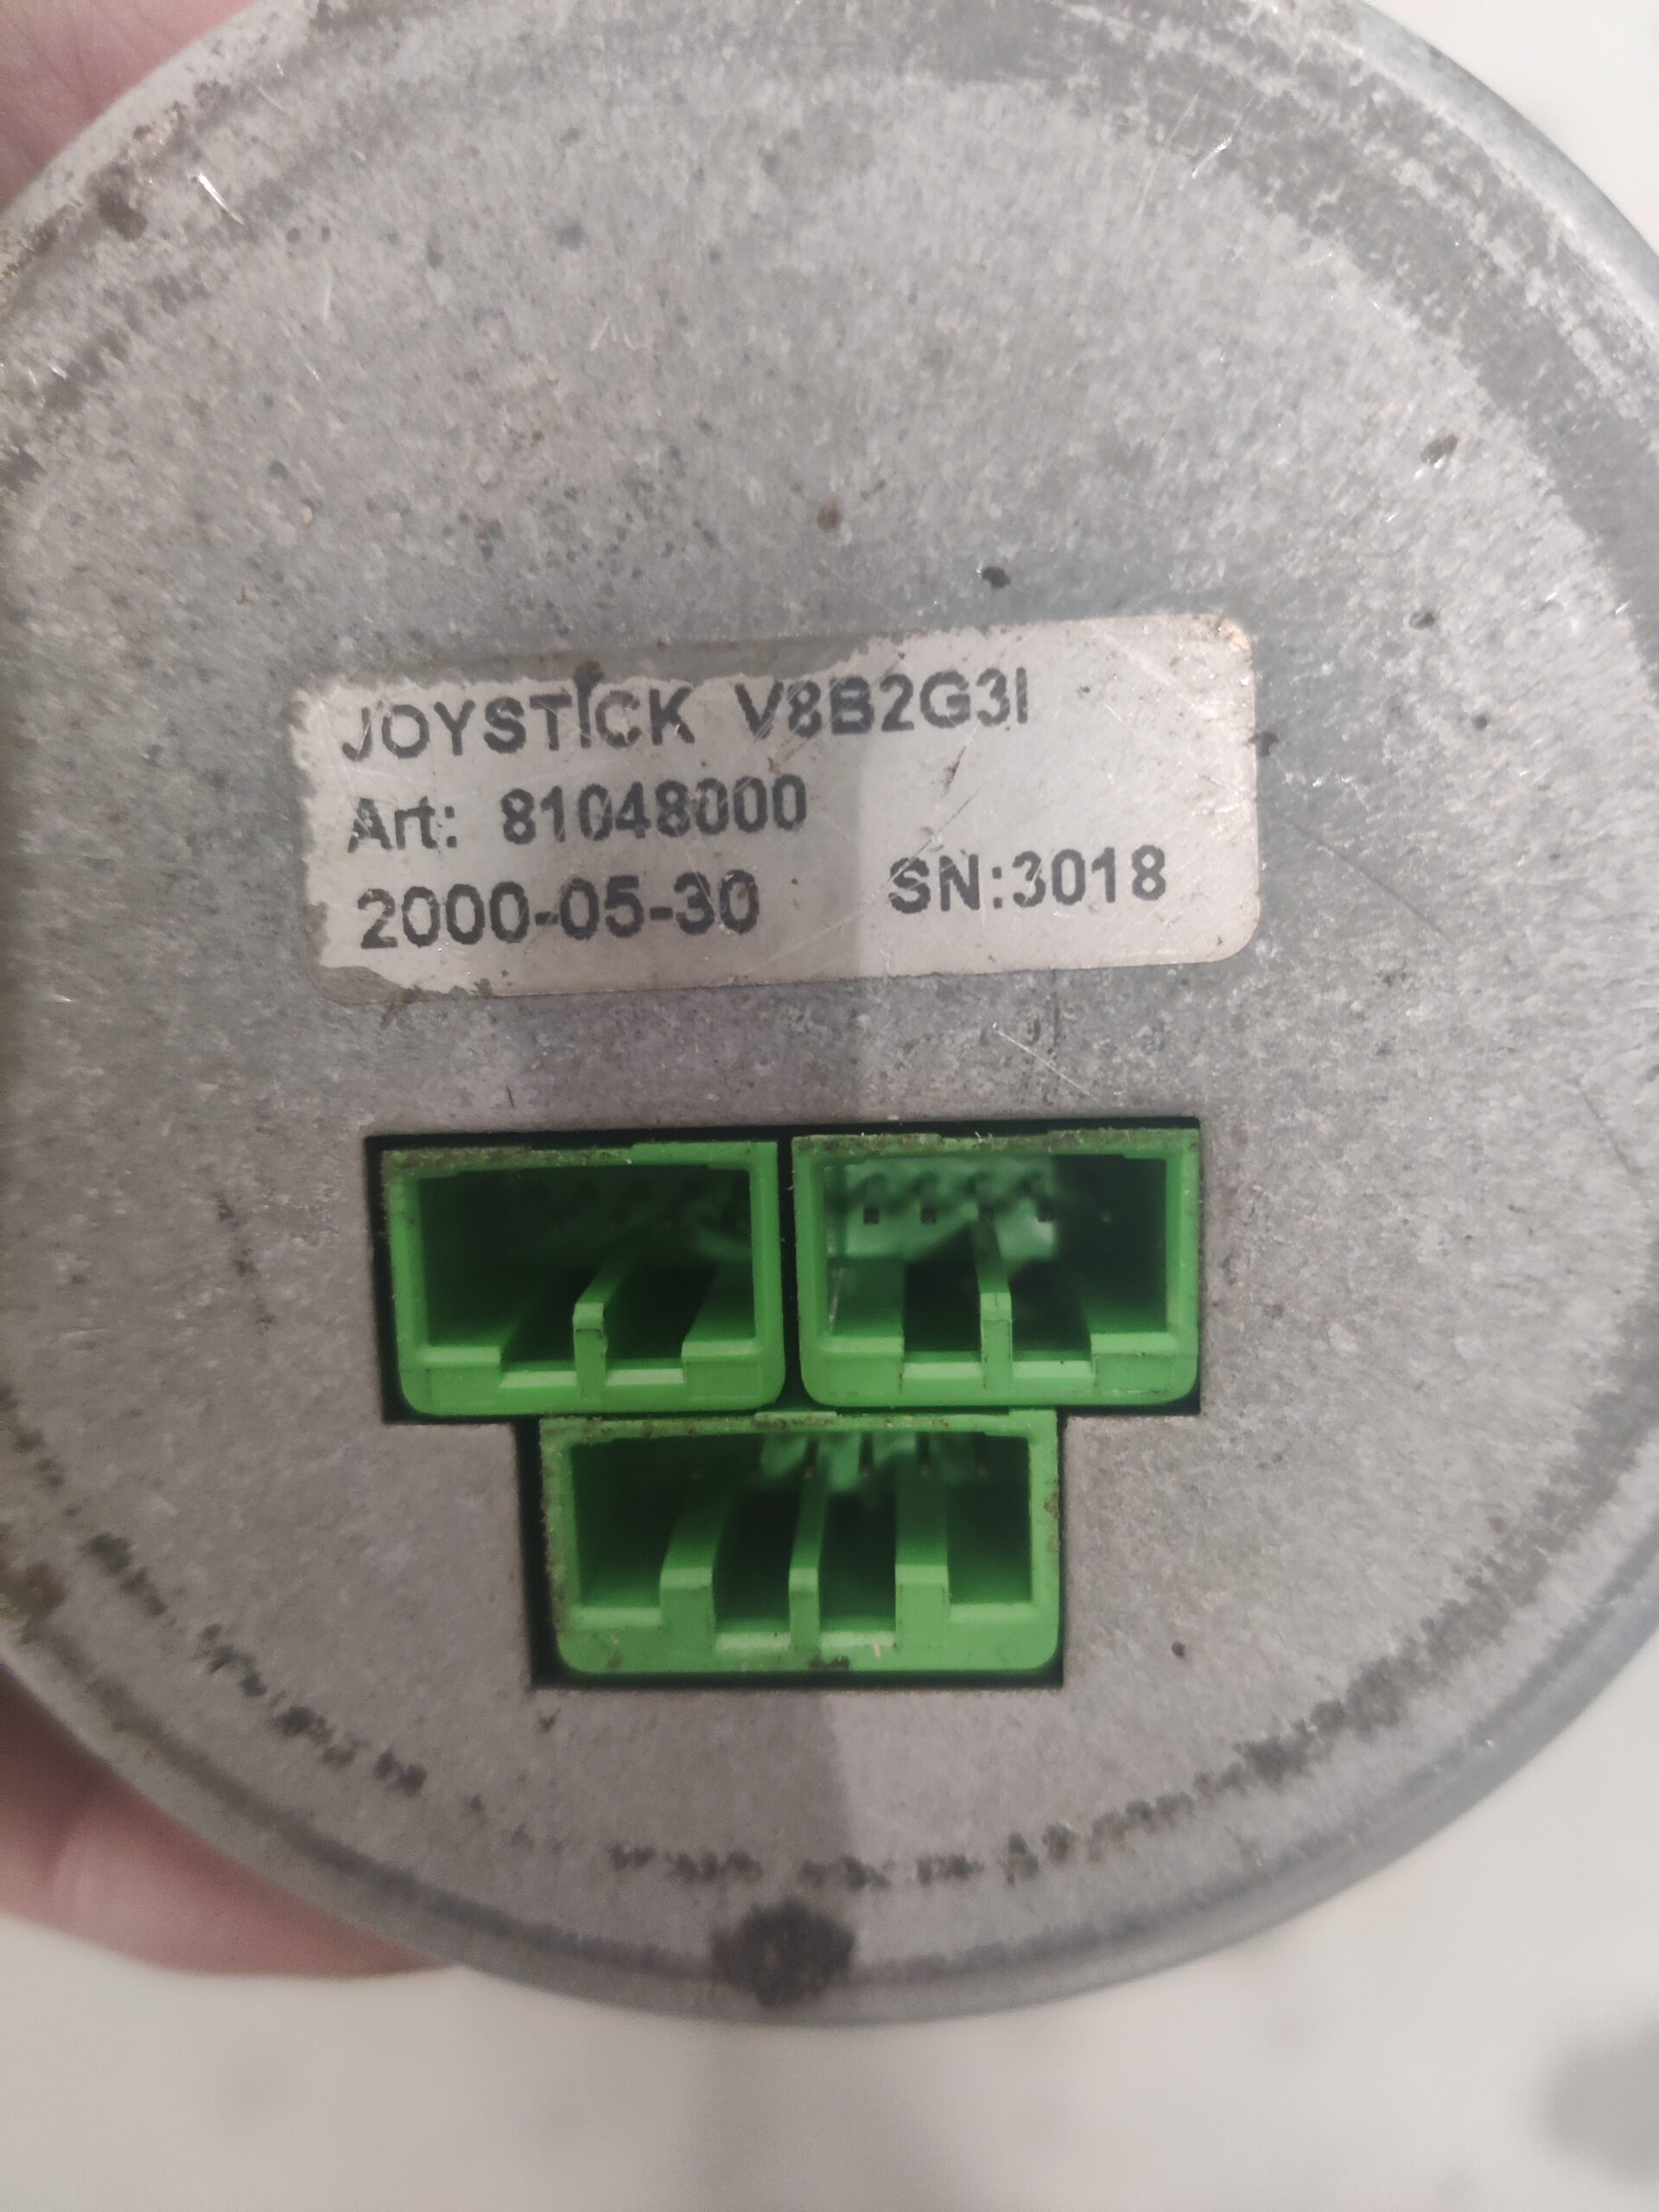 JOYSTICK V8B2G3I
Art: 81048000
2000-05-30 SN:3018